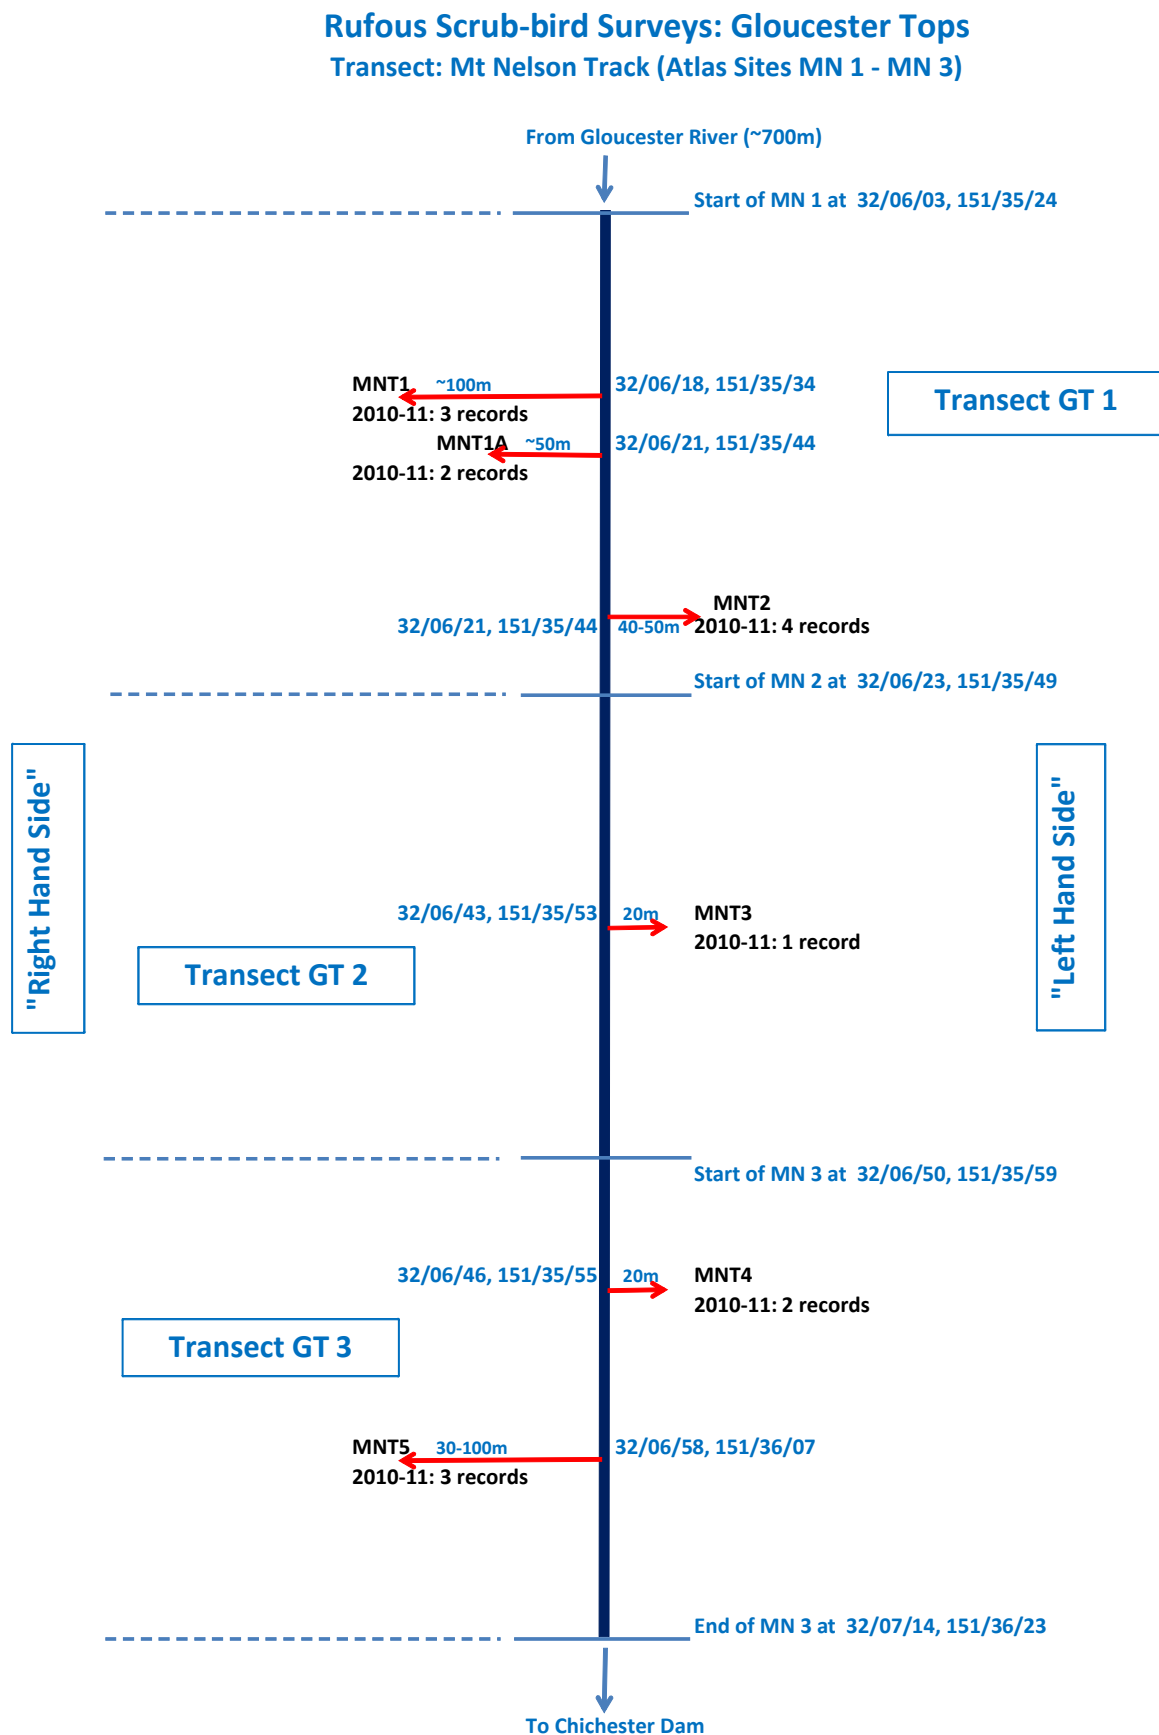 Rufous Scrub-bird Surveys: Gloucester Tops
Transect: Mt Nelson Track (Atlas Sites MN 1 - MN 3)
From Gloucester River (~700m)
Start of MN 1 at 32/06/03, 151/35/24
MNT1 ~100m 32/06/18, 151/35/34
2010-11: 3 records
Transect GT 1
MNT1A ~50m 32/06/21, 151/35/44
2010-11: 2 records
MNT2
32/06/21, 151/35/44 40-50m 2010-11: 4 records
Start of MN 2 at 32/06/23, 151/35/49
"Right Hand Side"
"Left Hand Side"
32/06/43, 151/35/53 20m MNT3
2010-11: 1 record
Transect GT 2
Start of MN 3 at 32/06/50, 151/35/59
32/06/46, 151/35/55 20m MNT4
2010-11: 2 records
Transect GT 3
MNT5 30-100m 32/06/58, 151/36/07
2010-11: 3 records
End of MN 3 at 32/07/14, 151/36/23
To Chichester Dam